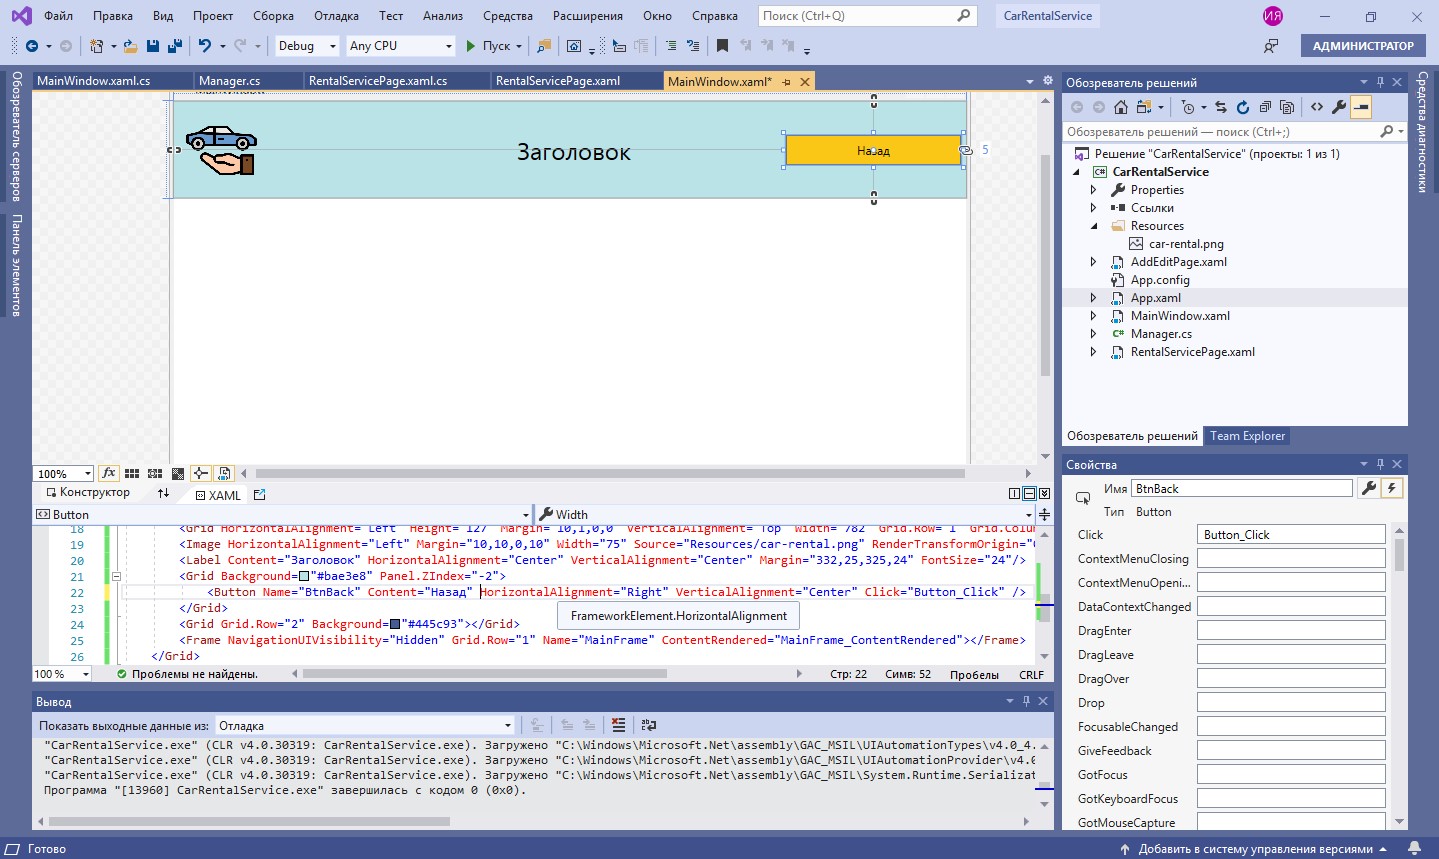 Файл Правка Вид Проект Сборка Отладка Тест Анализ Средства Расширения Окно Справка Поиск (Ctrl+Q) CarRentalService ИЯ
Debug Any CPU Пуск АДМИНИСТРАТОР
Обозреватель серверов
Панель элементов
MainWindow.xaml.cs Manager.cs RentalServicePage.xaml.cs RentalServicePage.xaml MainWindow.xaml*
Заголовок
Назад
5
100%
Конструктор XAML
Button Width
18 <Grid HorizontalAlignment="Left" Height="127" Margin="10,1,0,0" VerticalAlignment="Top" Width="782" Grid.Row="1" Grid.Colum
19 <Image HorizontalAlignment="Left" Margin="10,10,0,10" Width="75" Source="Resources/car-rental.png" RenderTransformOrigin="0
20 <Label Content="Заголовок" HorizontalAlignment="Center" VerticalAlignment="Center" Margin="332,25,325,24" FontSize="24"/>
21 <Grid Background="#bae3e8" Panel.ZIndex="-2">
22 <Button Name="BtnBack" Content="Назад" HorizontalAlignment="Right" VerticalAlignment="Center" Click="Button_Click" />
23 </Grid>
FrameworkElement.HorizontalAlignment
24 <Grid Grid.Row="2" Background="#445c93"></Grid>
25 <Frame NavigationUIVisibility="Hidden" Grid.Row="1" Name="MainFrame" ContentRendered="MainFrame_ContentRendered"></Frame>
26 </Grid>
100 % Проблемы не найдены. Стр: 22 Симв: 52 Пробелы CRLF
Вывод
Показать выходные данные из: Отладка
"CarRentalService.exe" (CLR v4.0.30319: CarRentalService.exe). Загружено "C:\Windows\Microsoft.Net\assembly\GAC_MSIL\UIAutomationTypes\v4.0_4.
"CarRentalService.exe" (CLR v4.0.30319: CarRentalService.exe). Загружено "C:\Windows\Microsoft.Net\assembly\GAC_MSIL\UIAutomationProvider\v4.0
"CarRentalService.exe" (CLR v4.0.30319: CarRentalService.exe). Загружено "C:\Windows\Microsoft.Net\assembly\GAC_MSIL\System.Runtime.Serializat
Программа "[13960] CarRentalService.exe" завершилась с кодом 0 (0x0).
Обозреватель решений
Обозреватель решений — поиск (Ctrl+;)
Решение "CarRentalService" (проекты: 1 из 1)
CarRentalService
Properties
Ссылки
Resources
car-rental.png
AddEditPage.xaml
App.config
App.xaml
MainWindow.xaml
Manager.cs
RentalServicePage.xaml
Обозреватель решений Team Explorer
Свойства
Имя BtnBack
Тип Button
Click Button_Click
ContextMenuClosing
ContextMenuOpeni...
DataContextChanged
DragEnter
DragLeave
DragOver
Drop
FocusableChanged
GiveFeedback
GotFocus
GotKeyboardFocus
GotMouseCapture
Средства диагностики
Готово Добавить в систему управления версиями